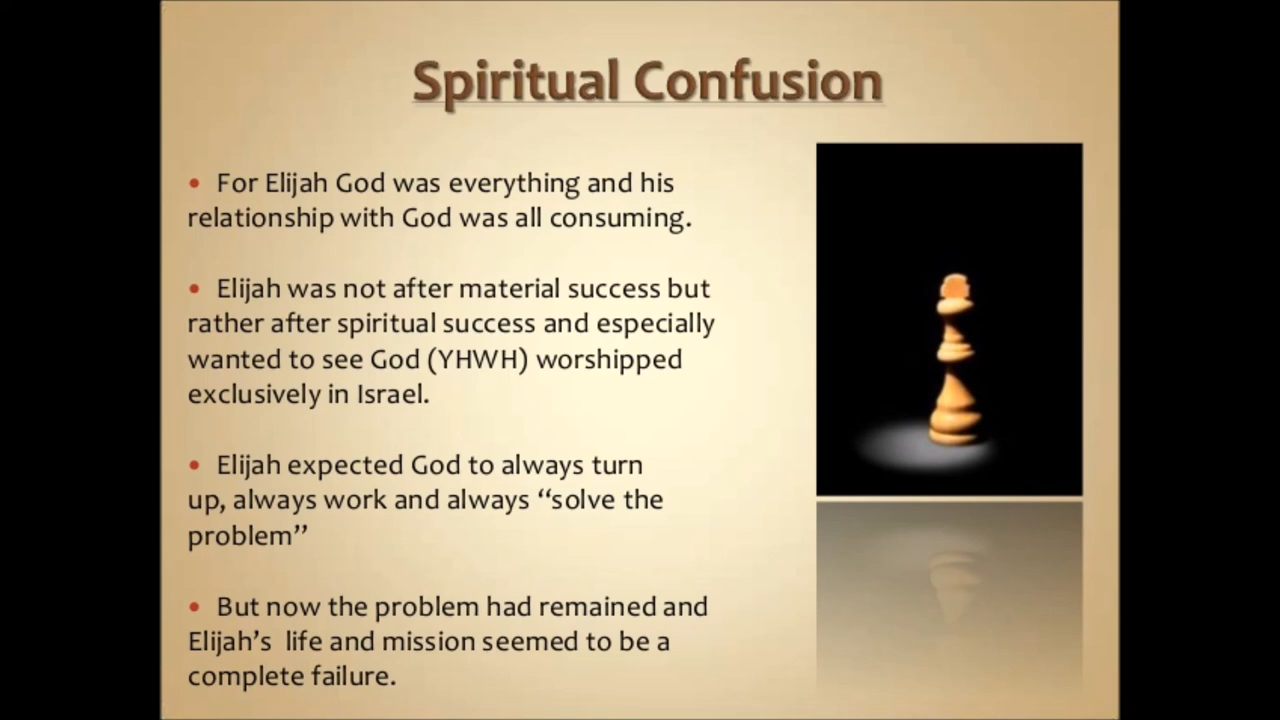 Spiritual Confusion
• For Elijah God was everything and his
relationship with God was all consuming.
• Elijah was not after material success but
rather after spiritual success and especially
wanted to see God (YHWH) worshipped
exclusively in Israel.
• Elijah expected God to always turn
up, always work and always “solve the
problem”
• But now the problem had remained and
Elijah’s  life and mission seemed to be a
complete failure.